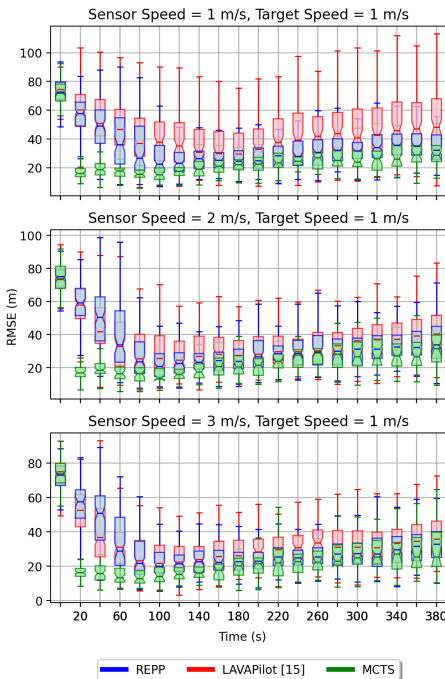 Sensor Speed = 1 m/s, Target Speed = 1 m/s
100
80
60
40
20
Sensor Speed = 2 m/s, Target Speed = 1 m/s
100
80
60
40
20
RMSE (m)
Sensor Speed = 3 m/s, Target Speed = 1 m/s
80
60
40
20
0
20 60 100 140 180 220 260 300 340 380
Time (s)
REPP LAVAPilot [15] MCTS